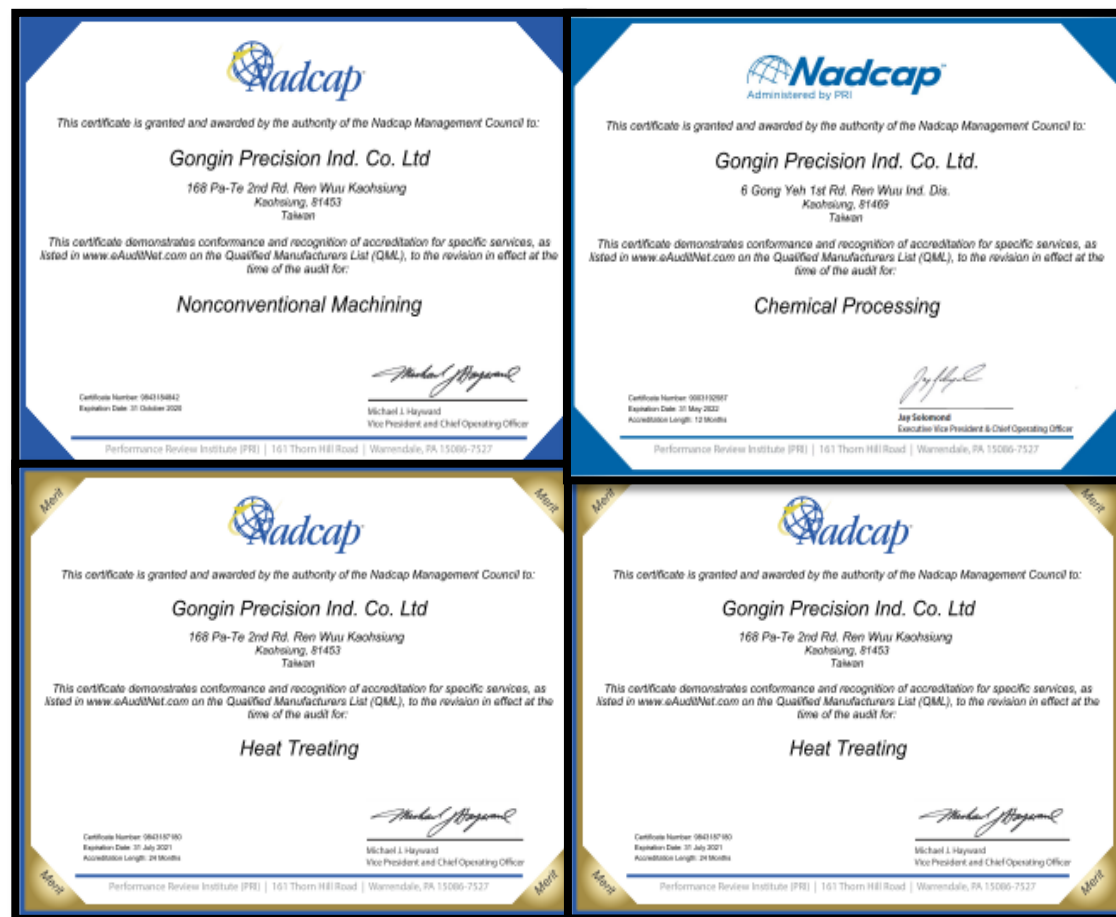 Nadcap
This certificate is granted and awarded by the authority of the Nadcap Management Council to:
Gongin Precision Ind. Co. Ltd
168 Pa-Te 2nd Rd. Ren Wuu Kaohsiung
Kaohsiung, 81453
Taiwan
This certificate demonstrates conformance and recognition of accreditation for specific services, as
listed in www.eAuditNet.com on the Qualified Manufacturers List (QML), to the revision in effect at the
time of the audit for:
Nonconventional Machining
Certificate Number: 9843184842
Expiration Date: 31 October 2020
Michael J. Hayward
Vice President and Chief Operating Officer
Performance Review Institute (PRI) | 161 Thorn Hill Road | Warrendale, PA 15086-7527
Nadcap
Administered by PRI
This certificate is granted and awarded by the authority of the Nadcap Management Council to:
Gongin Precision Ind. Co. Ltd.
6 Gong Yeh 1st Rd. Ren Wuu Ind. Dis.
Kaohsiung, 81469
Taiwan
This certificate demonstrates conformance and recognition of accreditation for specific services, as
listed in www.eAuditNet.com on the Qualified Manufacturers List (QML), to the revision in effect at the
time of the audit for:
Chemical Processing
Certificate Number:
Expiration Date: 31 May 2022
Accreditation Length: 12 Months
Jay Solomond
Executive Vice President & Chief Operating Officer
Performance Review Institute (PRI) | 161 Thorn Hill Road | Warrendale, PA 15086-7527
Merit
Merit
Nadcap
This certificate is granted and awarded by the authority of the Nadcap Management Council to:
Gongin Precision Ind. Co. Ltd
168 Pa-Te 2nd Rd. Ren Wuu Kaohsiung
Kaohsiung, 81453
Taiwan
This certificate demonstrates conformance and recognition of accreditation for specific services, as
listed in www.eAuditNet.com on the Qualified Manufacturers List (QML), to the revision in effect at the
time of the audit for:
Heat Treating
Certificate Number: 9843187180
Expiration Date: 31 July 2021
Accreditation Length: 24 Months
Michael J. Hayward
Vice President and Chief Operating Officer
Merit
Performance Review Institute (PRI) | 161 Thorn Hill Road | Warrendale, PA 15086-7527
Merit
Merit
Merit
Nadcap
This certificate is granted and awarded by the authority of the Nadcap Management Council to:
Gongin Precision Ind. Co. Ltd
168 Pa-Te 2nd Rd. Ren Wuu Kaohsiung
Kaohsiung, 81453
Taiwan
This certificate demonstrates conformance and recognition of accreditation for specific services, as
listed in www.eAuditNet.com on the Qualified Manufacturers List (QML), to the revision in effect at the
time of the audit for:
Heat Treating
Certificate Number: 9843187180
Expiration Date: 31 July 2021
Accreditation Length: 24 Months
Michael J. Hayward
Vice President and Chief Operating Officer
Merit
Performance Review Institute (PRI) | 161 Thorn Hill Road | Warrendale, PA 15086-7527
Merit